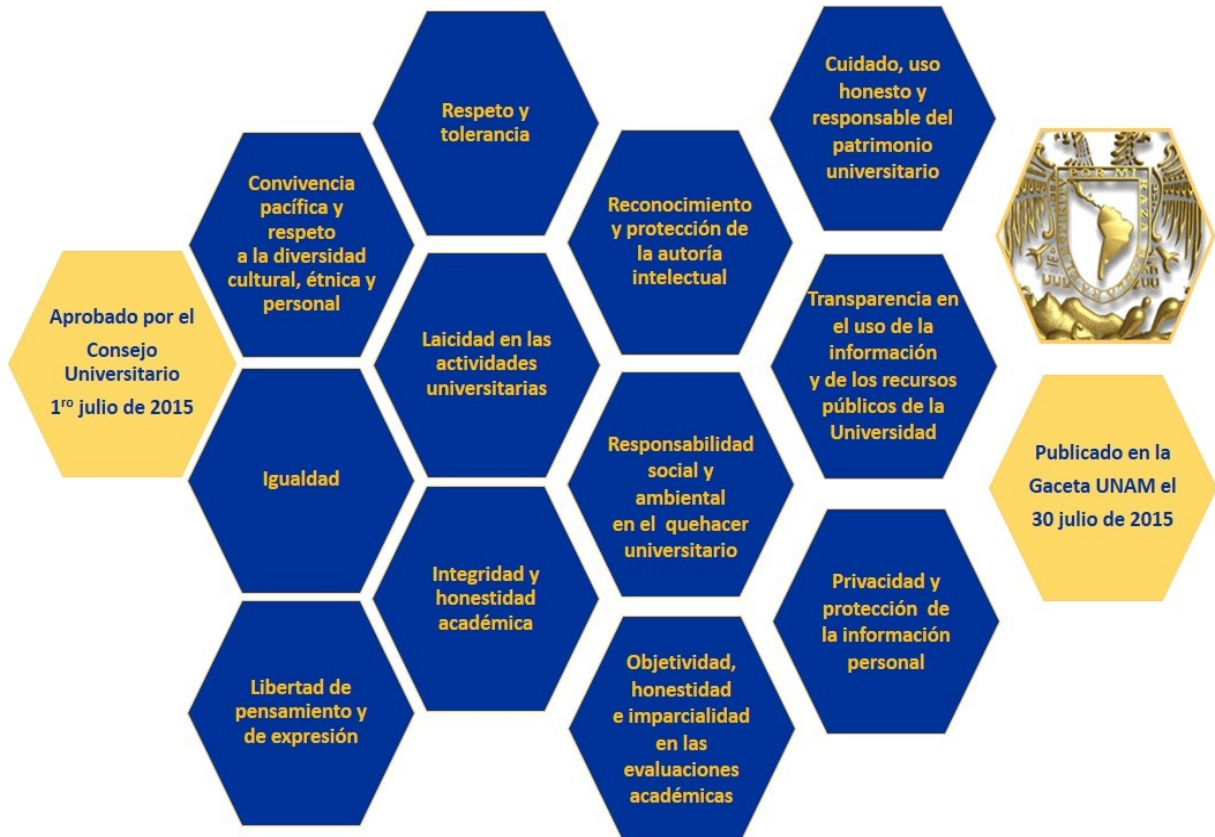 Aprobado por el
Consejo
Universitario
1ro julio de 2015
Convivencia
pacífica y
respeto
a la diversidad
cultural, étnica y
personal
Igualdad
Libertad de
pensamiento y
de expresión
Respeto y
tolerancia
Laicidad en las
actividades
universitarias
Integridad y
honestidad
académica
Reconocimiento
y protección de
la autoría
intelectual
Responsabilidad
social y
ambiental
en el quehacer
universitario
Objetividad,
honestidad
e imparcialidad
en las
evaluaciones
académicas
Cuidado, uso
honesto y
responsable del
patrimonio
universitario
Transparencia en
el uso de la
información
y de los recursos
públicos de la
Universidad
Privacidad y
protección de
la información
personal
POR MI
RAZA
Publicado en la
Gaceta UNAM el
30 julio de 2015